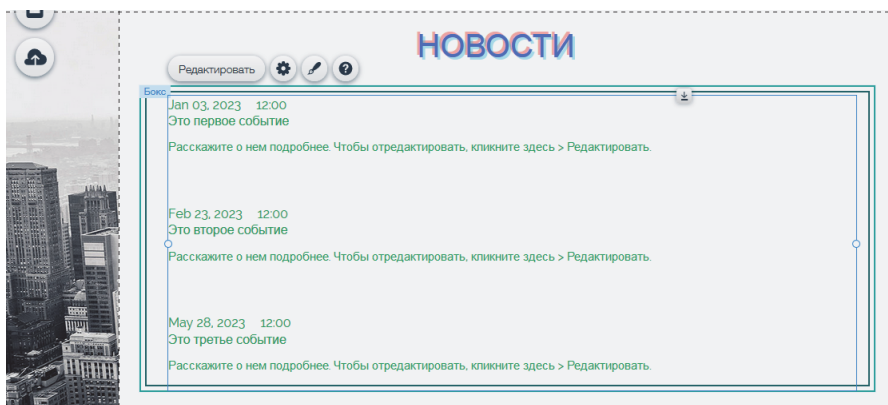 НОВОСТИ
Редактировать
Бокс
Jan 03, 2023 12:00
Это первое событие
Расскажите о нем подробнее. Чтобы отредактировать, кликните здесь > Редактировать.
Feb 23, 2023 12:00
Это второе событие
Расскажите о нем подробнее. Чтобы отредактировать, кликните здесь > Редактировать.
May 28, 2023 12:00
Это третье событие
Расскажите о нем подробнее. Чтобы отредактировать, кликните здесь > Редактировать.